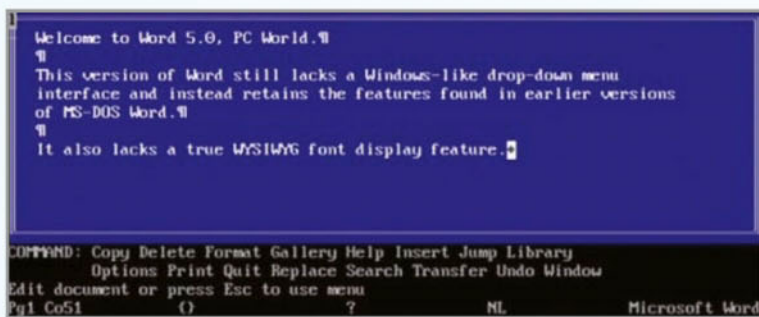 1
Welcome to Word 5.0, PC World.¶
¶
This version of Word still lacks a Windows-like drop-down menu
interface and instead retains the features found in earlier versions
of MS-DOS Word.¶
¶
It also lacks a true WYSIWYG font display feature.♦
COMMAND: Copy Delete Format Gallery Help Insert Jump Library
Options Print Quit Replace Search Transfer Undo Window
Edit document or press Esc to use menu
Pg1 Co51 {} ? NL Microsoft Word